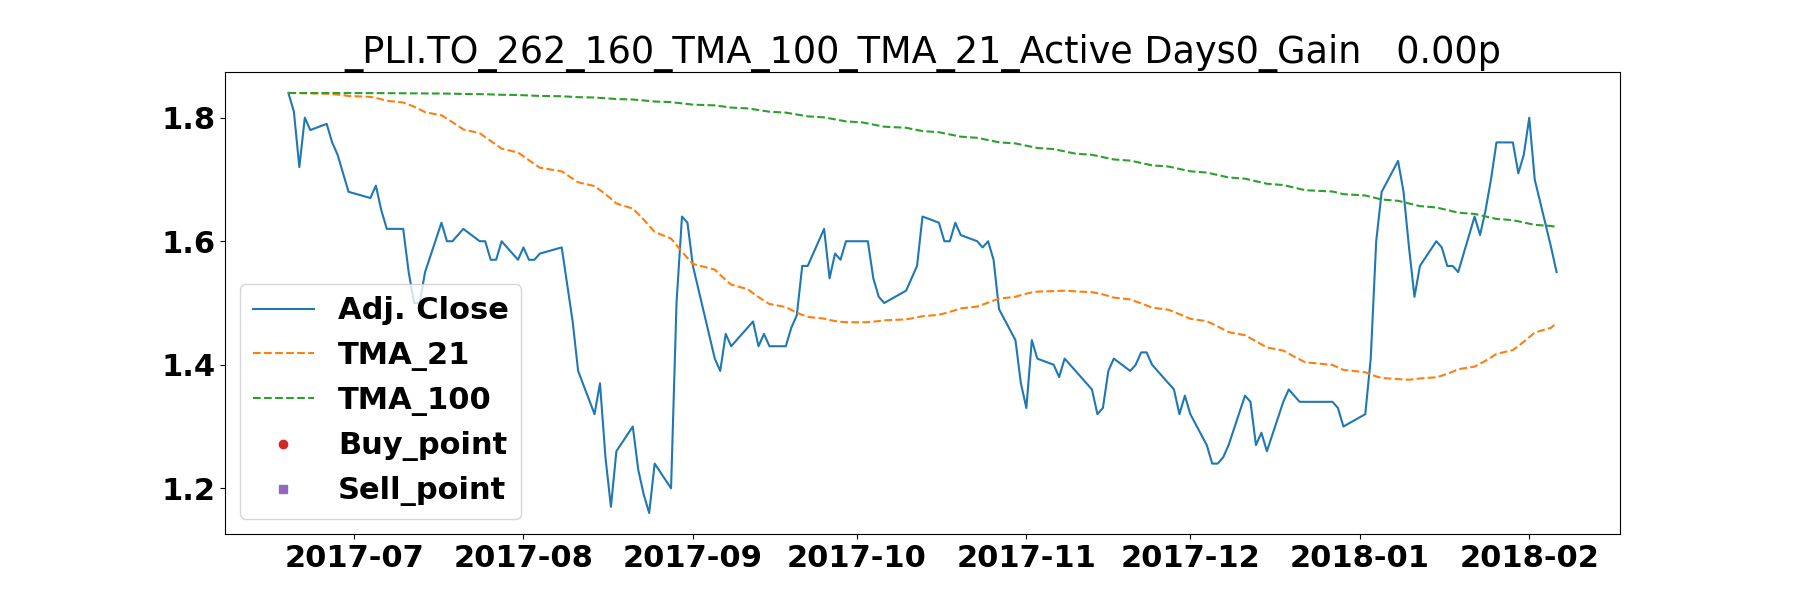 _PLI.TO_262_160_TMA_100_TMA_21_Active Days0_Gain   0.00p
1.8
1.6
1.4
1.2
Adj. Close
TMA_21
TMA_100
Buy_point
Sell_point
2017-07 2017-08 2017-09 2017-10 2017-11 2017-12 2018-01 2018-02